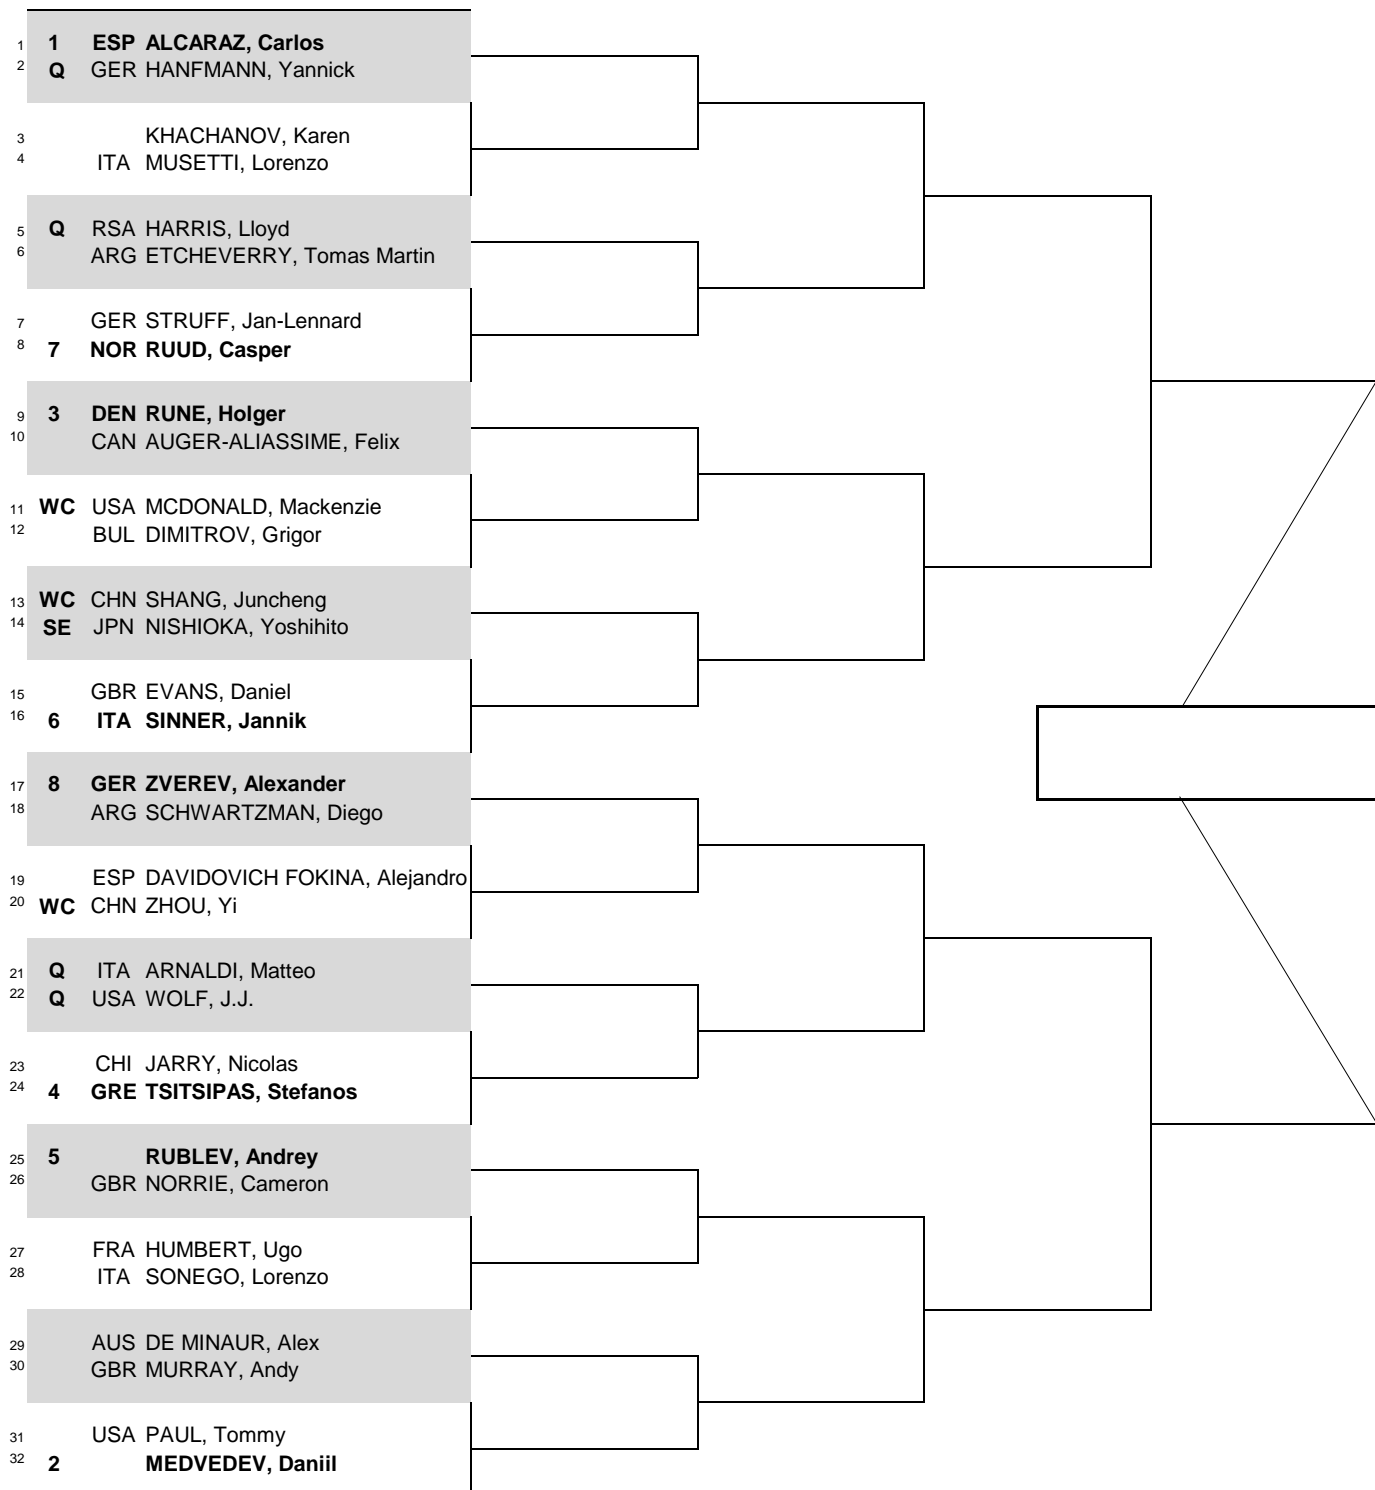 1 1 ESP ALCARAZ, Carlos
2 Q GER HANFMANN, Yannick
3 KHACHANOV, Karen
4 ITA MUSETTI, Lorenzo
5 Q RSA HARRIS, Lloyd
6 ARG ETCHEVERRY, Tomas Martin
7 GER STRUFF, Jan-Lennard
8 7 NOR RUUD, Casper
9 3 DEN RUNE, Holger
10 CAN AUGER-ALIASSIME, Felix
11 WC USA MCDONALD, Mackenzie
12 BUL DIMITROV, Grigor
13 WC CHN SHANG, Juncheng
14 SE JPN NISHIOKA, Yoshihito
15 GBR EVANS, Daniel
16 6 ITA SINNER, Jannik
17 8 GER ZVEREV, Alexander
18 ARG SCHWARTZMAN, Diego
19 ESP DAVIDOVICH FOKINA, Alejandro
20 WC CHN ZHOU, Yi
21 Q ITA ARNALDI, Matteo
22 Q USA WOLF, J.J.
23 CHI JARRY, Nicolas
24 4 GRE TSITSIPAS, Stefanos
25 5 RUBLEV, Andrey
26 GBR NORRIE, Cameron
27 FRA HUMBERT, Ugo
28 ITA SONEGO, Lorenzo
29 AUS DE MINAUR, Alex
30 GBR MURRAY, Andy
31 USA PAUL, Tommy
32 2 MEDVEDEV, Daniil